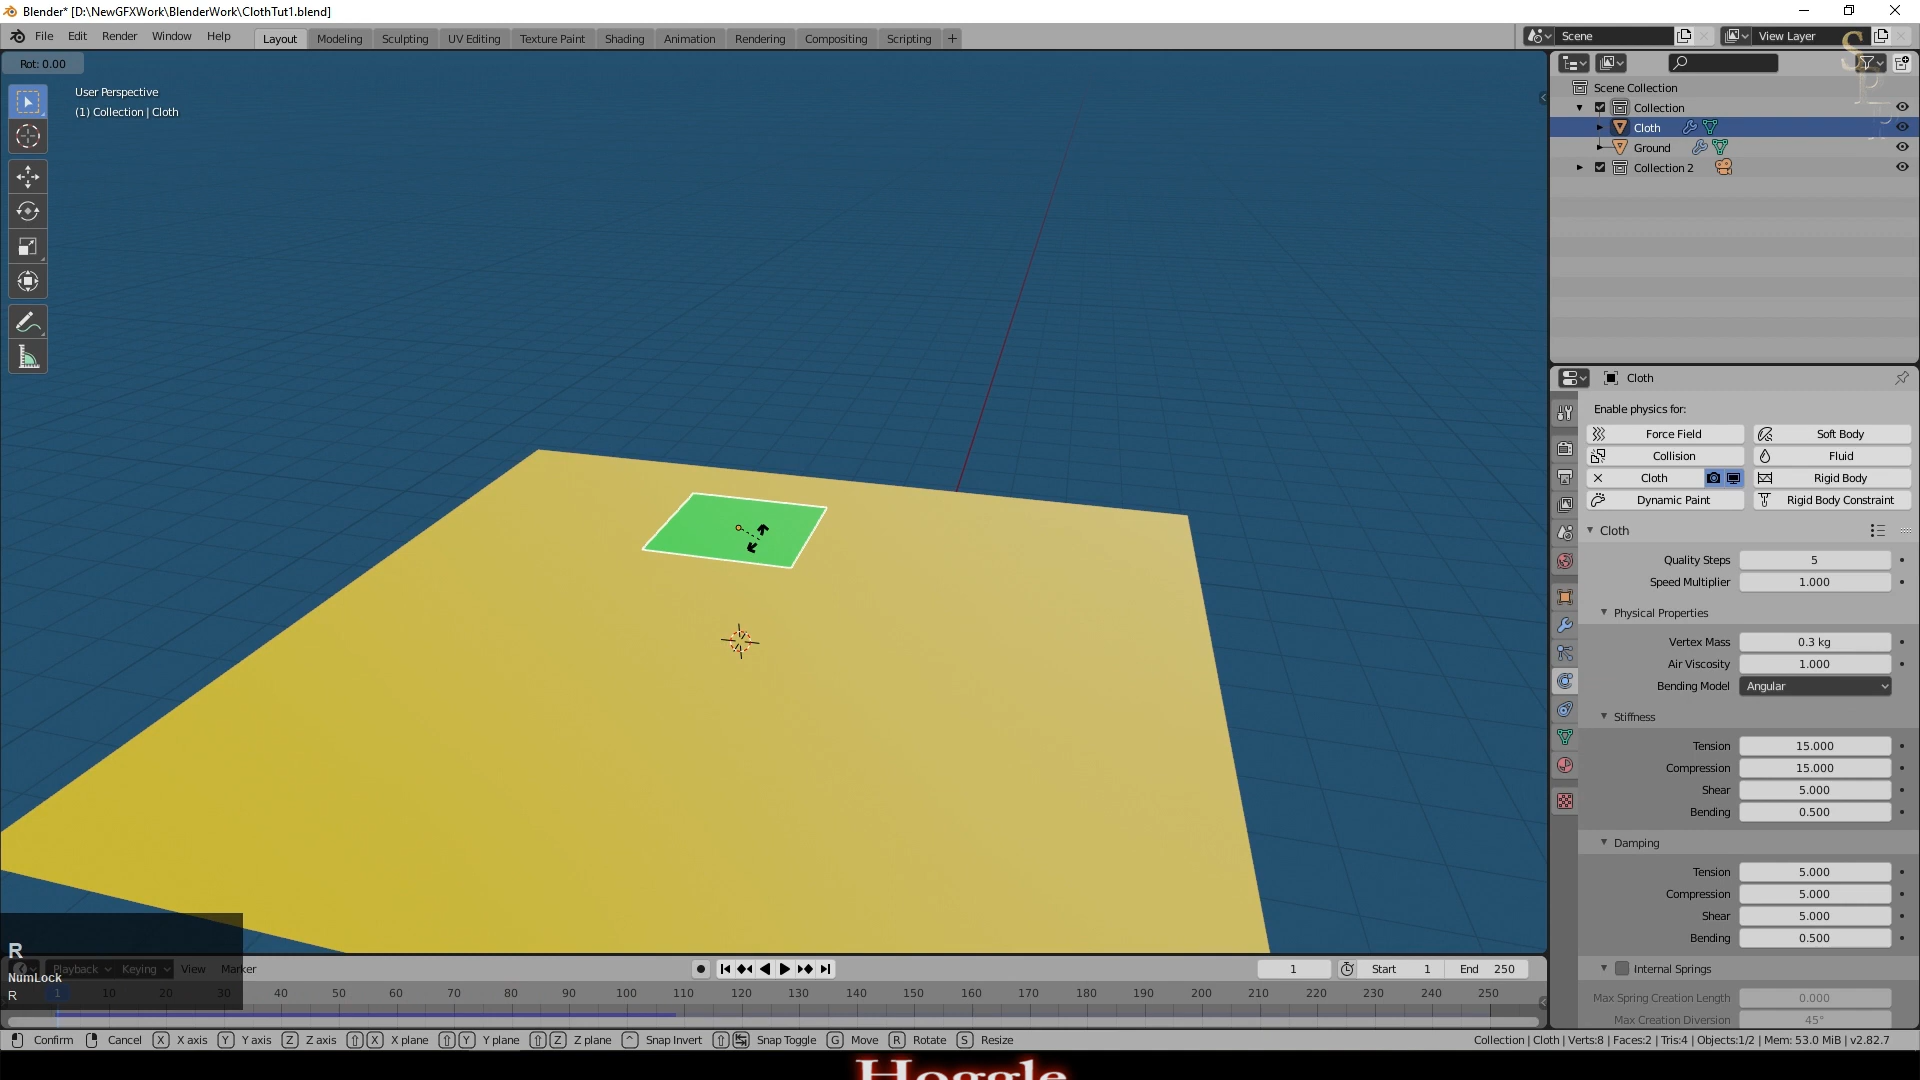 Blender* [D:\NewGFXWork\BlenderWork\ClothTut1.blend]
File Edit Render Window Help Layout Modeling Sculpting UV Editing Texture Paint Shading Animation Rendering Compositing Scripting + Scene View Layer
Rot: 0.00
User Perspective
(1) Collection | Cloth
Scene Collection
Collection
Cloth
Ground
Collection 2
Cloth
Enable physics for:
Force Field Soft Body
Collision Fluid
Cloth Rigid Body
Dynamic Paint Rigid Body Constraint
Cloth
Quality Steps 5
Speed Multiplier 1.000
Physical Properties
Vertex Mass 0.3 kg
Air Viscosity 1.000
Bending Model Angular
Stiffness
Tension 15.000
Compression 15.000
Shear 5.000
Bending 0.500
Damping
Tension 5.000
Compression 5.000
Shear 5.000
Bending 0.500
Internal Springs
Max Spring Creation Length 0.000
Max Creation Diversion 45°
R
NumLock
R
Playback Keying View Marker 1 Start 1 End 250
1 10 20 30 40 50 60 70 80 90 100 110 120 130 140 150 160 170 180 190 200 210 220 230 240 250
Confirm Cancel X X axis Y Y axis Z Z axis X X plane Y Y plane Z Z plane ^ Snap Invert Snap Toggle G Move R Rotate S Resize Collection | Cloth | Verts:8 | Faces:2 | Tris:4 | Objects:1/2 | Mem: 53.0 MiB | v2.82.7
Hoggle